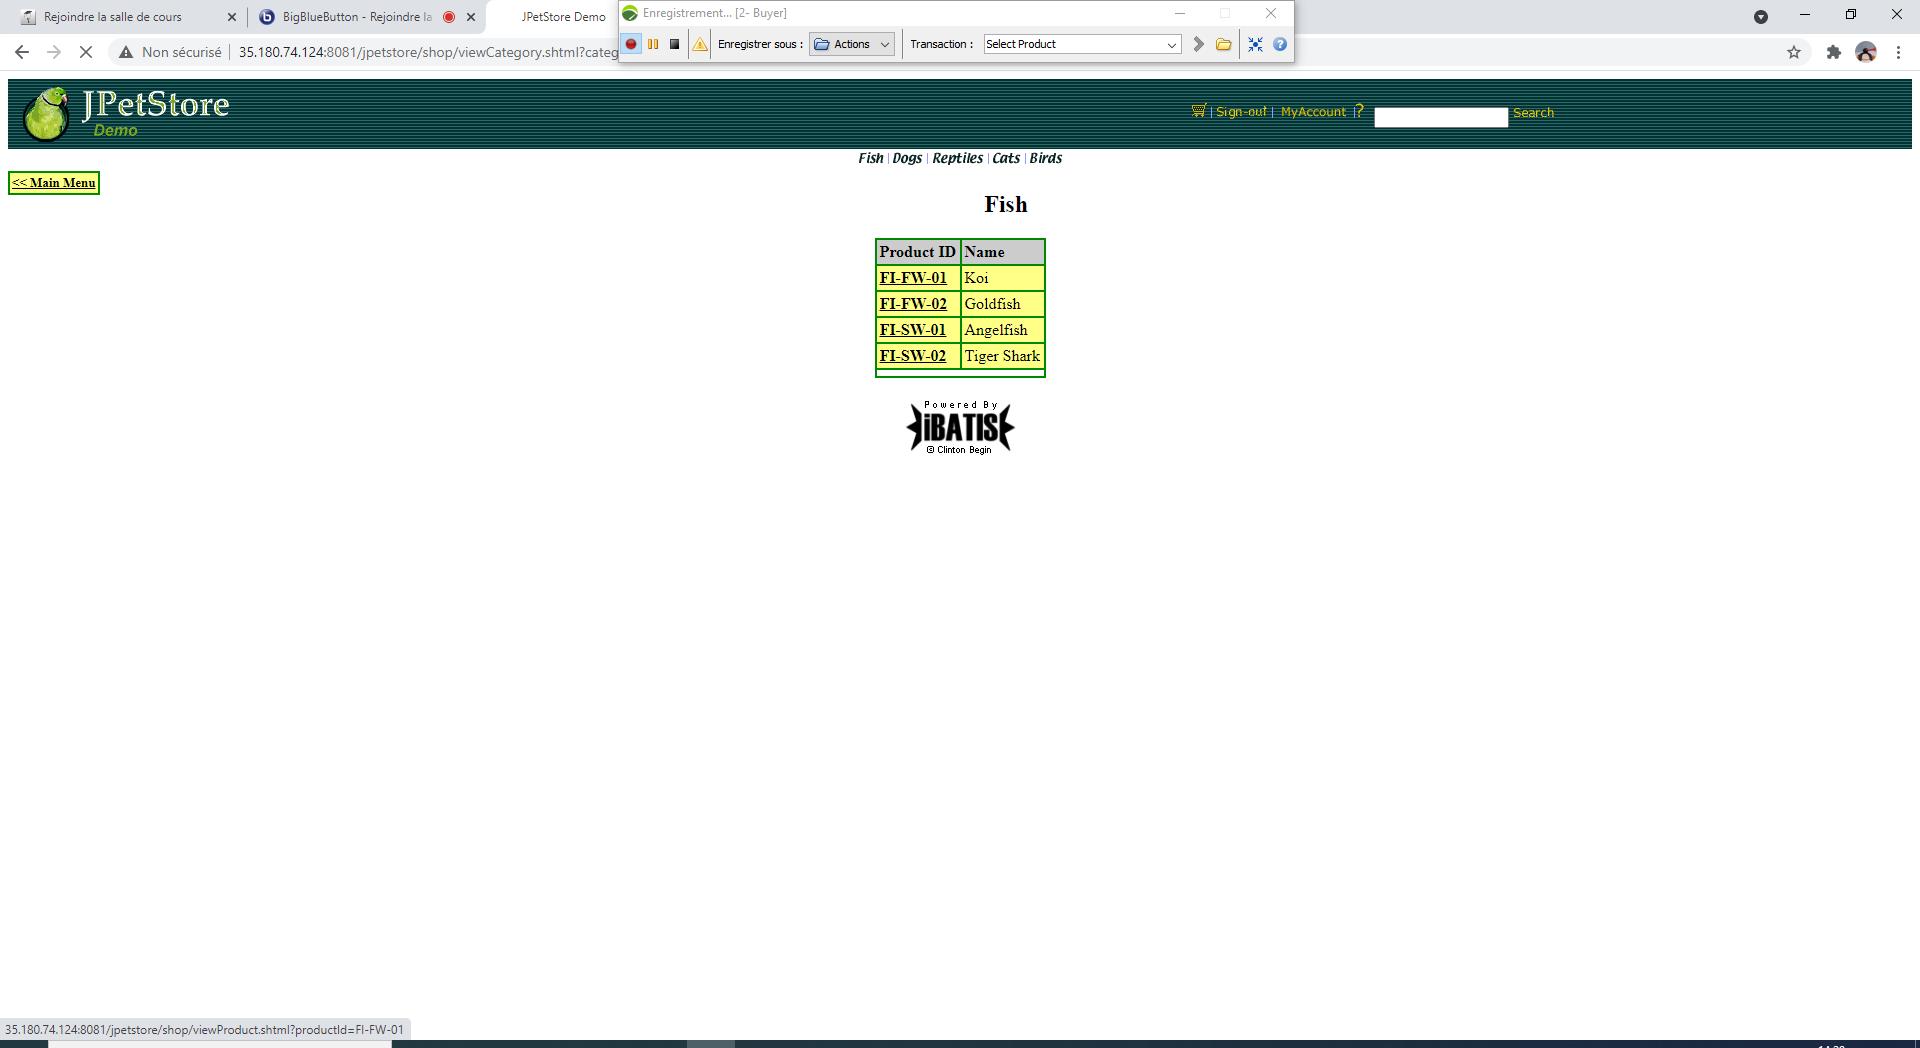 Rejoindre la salle de cours
BigBlueButton - Rejoindre la
JPetStore Demo
Enregistrement... [2- Buyer]
Non sécurisé
35.180.74.124:8081/jpetstore/shop/viewCategory.shtml?categ
Enregistrer sous :
Actions
Transaction :
Select Product
JPetStore
Demo
Sign-out | MyAccount | ?
Search
Fish | Dogs | Reptiles | Cats | Birds
<< Main Menu
Fish
Product ID Name
FI-FW-01 Koi
FI-FW-02 Goldfish
FI-SW-01 Angelfish
FI-SW-02 Tiger Shark
Powered By
iBATIS
© Clinton Begin
35.180.74.124:8081/jpetstore/shop/viewProduct.shtml?productId=FI-FW-01